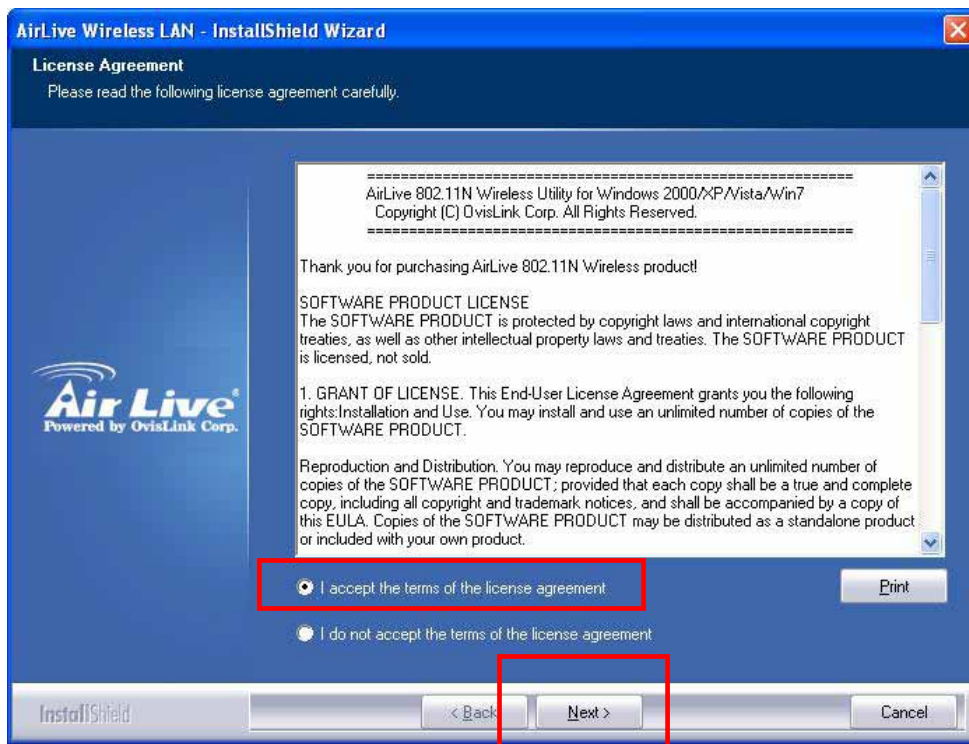 AirLive Wireless LAN - InstallShield Wizard
License Agreement
Please read the following license agreement carefully.
==========================================================
AirLive 802.11N Wireless Utility for Windows 2000/XP/Vista/Win7
Copyright (C) OvisLink Corp. All Rights Reserved.
==========================================================
Thank you for purchasing AirLive 802.11N Wireless product!
SOFTWARE PRODUCT LICENSE
The SOFTWARE PRODUCT is protected by copyright laws and international copyright
treaties, as well as other intellectual property laws and treaties. The SOFTWARE PRODUCT
is licensed, not sold.
1. GRANT OF LICENSE. This End-User License Agreement grants you the following
rights:Installation and Use. You may install and use an unlimited number of copies of the
SOFTWARE PRODUCT.
Reproduction and Distribution. You may reproduce and distribute an unlimited number of
copies of the SOFTWARE PRODUCT; provided that each copy shall be a true and complete
copy, including all copyright and trademark notices, and shall be accompanied by a copy of
this EULA. Copies of the SOFTWARE PRODUCT may be distributed as a standalone product
or included with your own product.
Air Live®
Powered by OvisLink Corp.
I accept the terms of the license agreement
Print
I do not accept the terms of the license agreement
InstallShield
< Back
Next >
Cancel